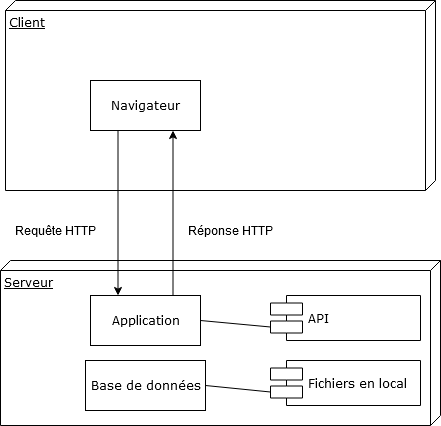 Client
Navigateur
Requête HTTP
Réponse HTTP
Serveur
Application
API
Base de données
Fichiers en local